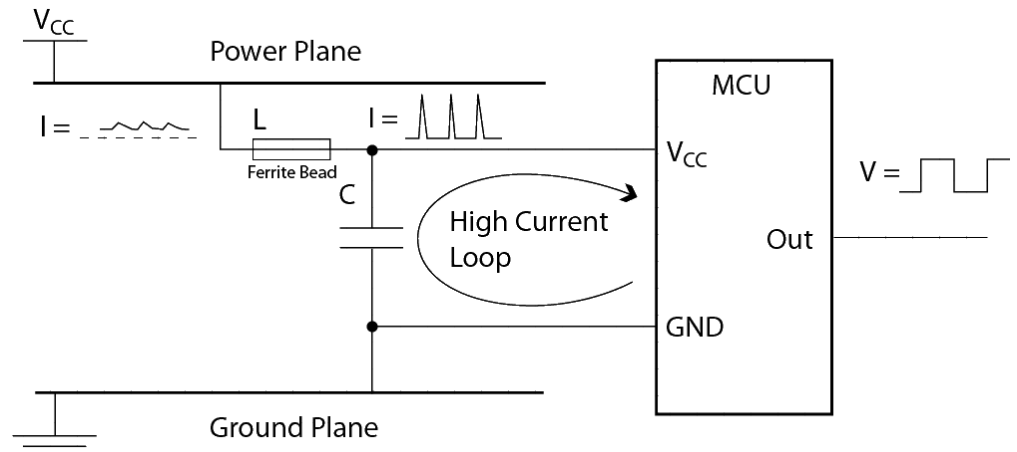 VCC
Power Plane
MCU
I =
L
I =
Ferrite Bead
VCC
V =
C
High Current
Loop
Out
GND
Ground Plane